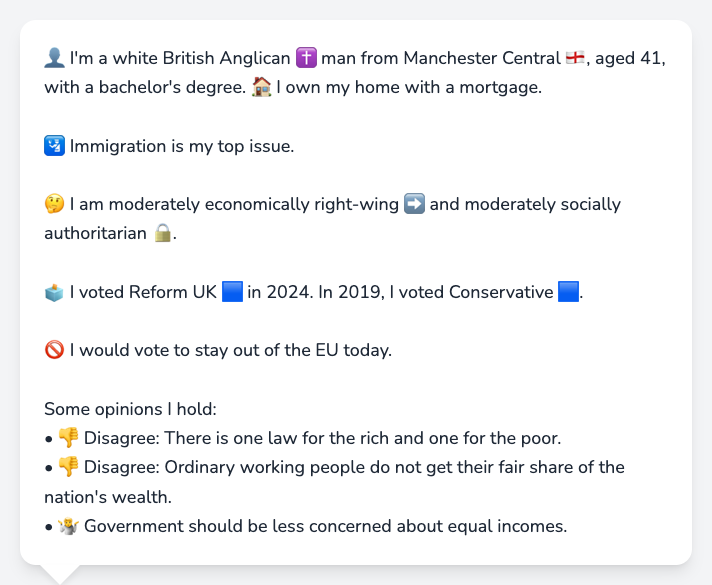 👤 I'm a white British Anglican ✝️ man from Manchester Central 🏴󠁧󠁢󠁥󠁮󠁧󠁿, aged 41,
with a bachelor's degree. 🏠 I own my home with a mortgage.
🛂 Immigration is my top issue.
🤔 I am moderately economically right-wing ➡️ and moderately socially
authoritarian 🔒.
🗳️ I voted Reform UK 🟦 in 2024. In 2019, I voted Conservative 🟦.
🚫 I would vote to stay out of the EU today.
Some opinions I hold:
• 👎 Disagree: There is one law for the rich and one for the poor.
• 👎 Disagree: Ordinary working people do not get their fair share of the
nation's wealth.
• 🤷 Government should be less concerned about equal incomes.